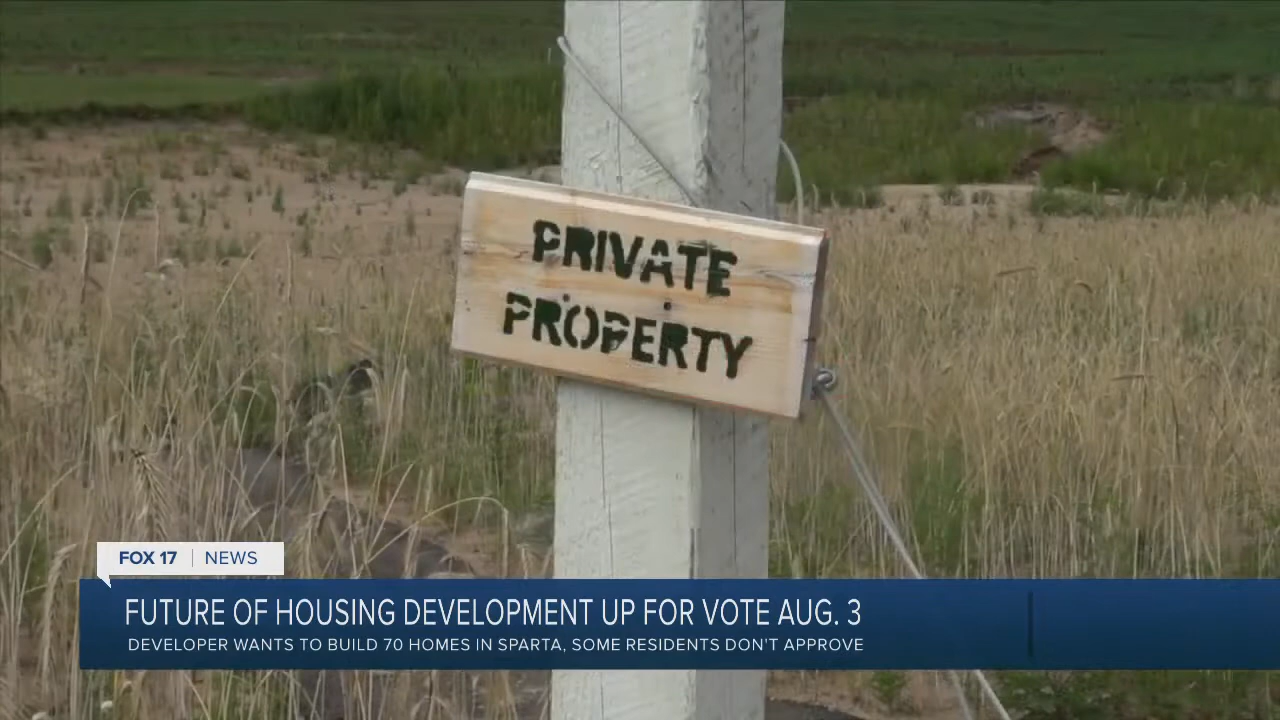 PRIVATE
PROPERTY
FOX 17 | NEWS
FUTURE OF HOUSING DEVELOPMENT UP FOR VOTE AUG. 3
DEVELOPER WANTS TO BUILD 70 HOMES IN SPARTA, SOME RESIDENTS DON'T APPROVE